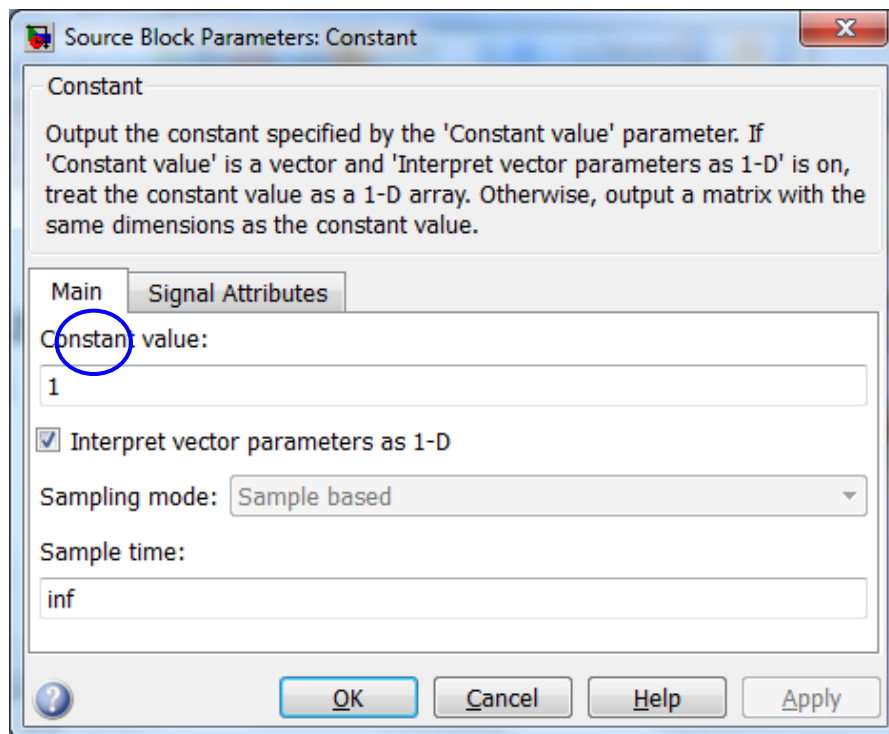 Source Block Parameters: Constant
X
Constant
Output the constant specified by the 'Constant value' parameter. If
'Constant value' is a vector and 'Interpret vector parameters as 1-D' is on,
treat the constant value as a 1-D array. Otherwise, output a matrix with the
same dimensions as the constant value.
Main Signal Attributes
Constant value:
1
Interpret vector parameters as 1-D
Sampling mode: Sample based
Sample time:
inf
? OK Cancel Help Apply